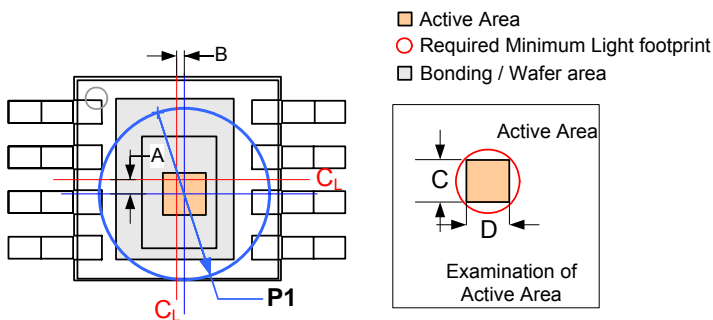 B
Active Area
Required Minimum Light footprint
Bonding / Wafer area
A
CL
P1
CL
Active Area
C
D
Examination of
Active Area